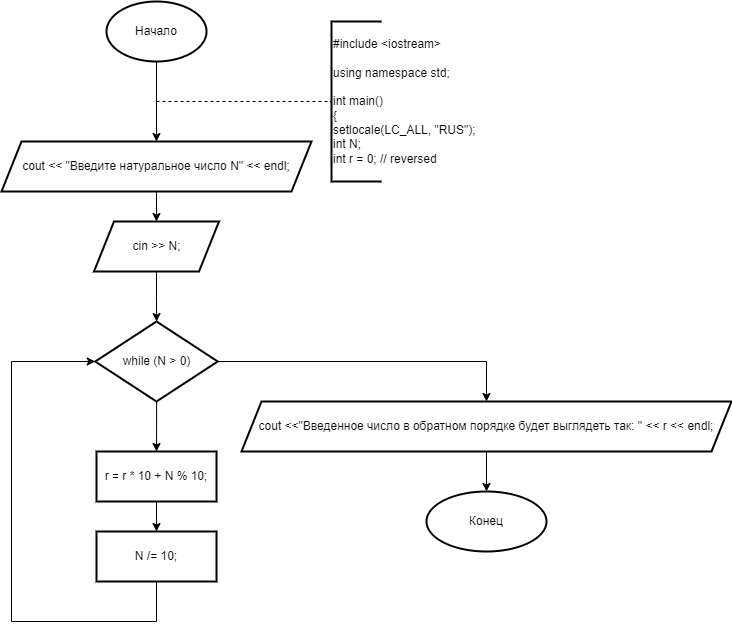 Начало
#include <iostream>
using namespace std;
int main()
{
setlocale(LC_ALL, "RUS");
int N;
int r = 0; // reversed
cout << "Введите натуральное число N" << endl;
cin >> N;
while (N > 0)
cout <<"Введенное число в обратном порядке будет выглядеть так: " << r << endl;
r = r * 10 + N % 10;
Конец
N /= 10;